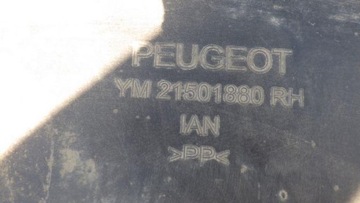 PEUGEOT
YM 21501880 RH
IAN
>PP<